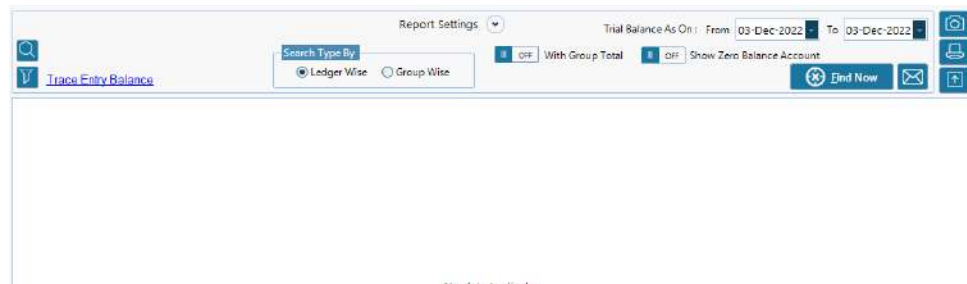 Report Settings
Trial Balance As On : From 03-Dec-2022 To 03-Dec-2022
Search Type By
OFF With Group Total OFF Show Zero Balance Account
Ledger Wise Group Wise
Trace Entry Balance
Find Now